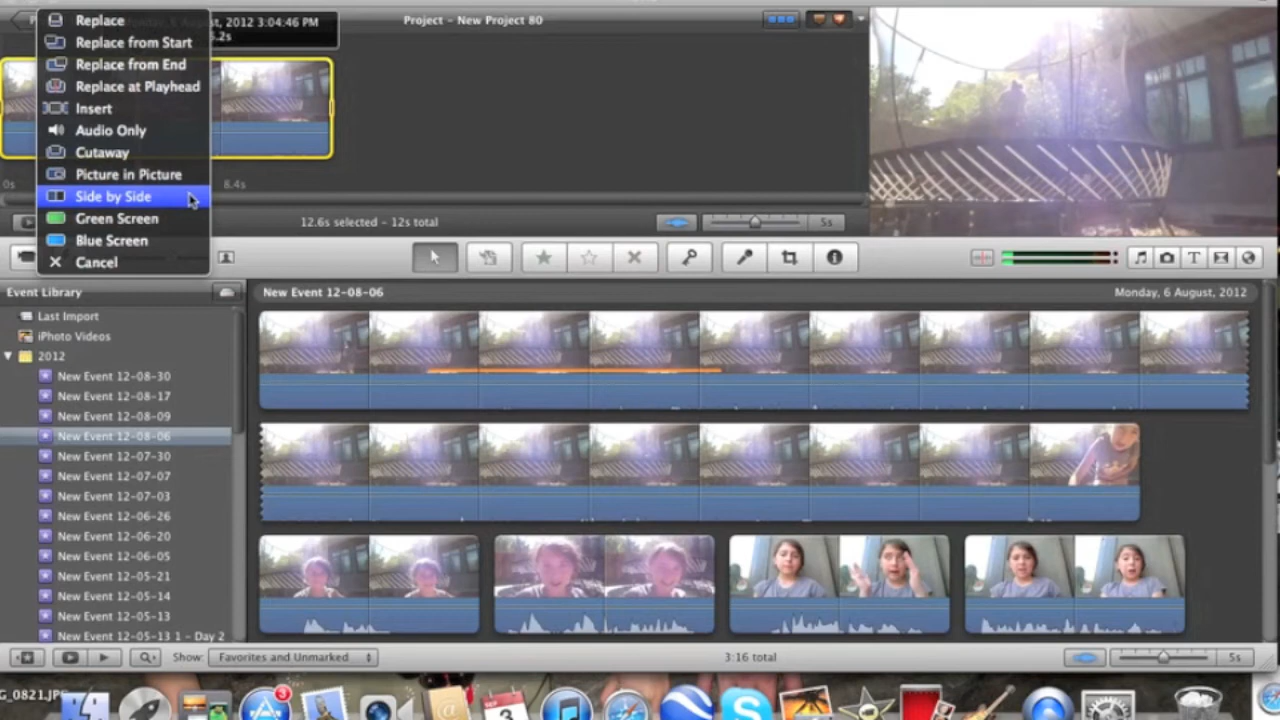 Replace
Replace from Start
Replace from End
Replace at Playhead
Insert
Audio Only
Cutaway
Picture in Picture
Side by Side
Green Screen
Blue Screen
Cancel
, 2012 3:04:46 PM
.2s
Project - New Project 80
0s
8.4s
12.6s selected - 12s total
5s
Event Library
Last Import
iPhoto Videos
2012
New Event 12-08-30
New Event 12-08-17
New Event 12-08-09
New Event 12-08-06
New Event 12-07-30
New Event 12-07-07
New Event 12-07-03
New Event 12-06-26
New Event 12-06-20
New Event 12-06-05
New Event 12-05-21
New Event 12-05-14
New Event 12-05-13
New Event 12-05-13 1 - Day 2
New Event 12-08-06
Monday, 6 August, 2012
Show: Favorites and Unmarked
3:16 total
5s
G_0821.JPG
3
SEP
3